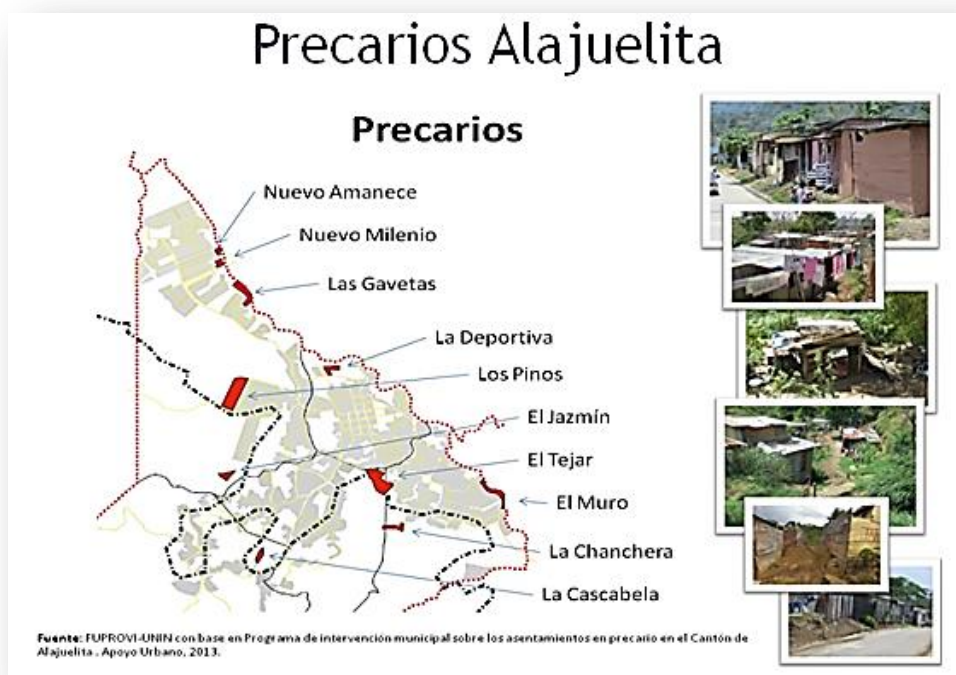 Precarios Alajuelita
Precarios
Nuevo Amanece
Nuevo Milenio
Las Gavetas
La Deportiva
Los Pinos
El Jazmín
El Tejar
El Muro
La Chanchera
La Cascabela
Fuente: FUPROVI-UNIN con base en Programa de intervención municipal sobre los asentamientos en precario en el Cantón de
Alajuelita . Apoyo Urbano, 2013.